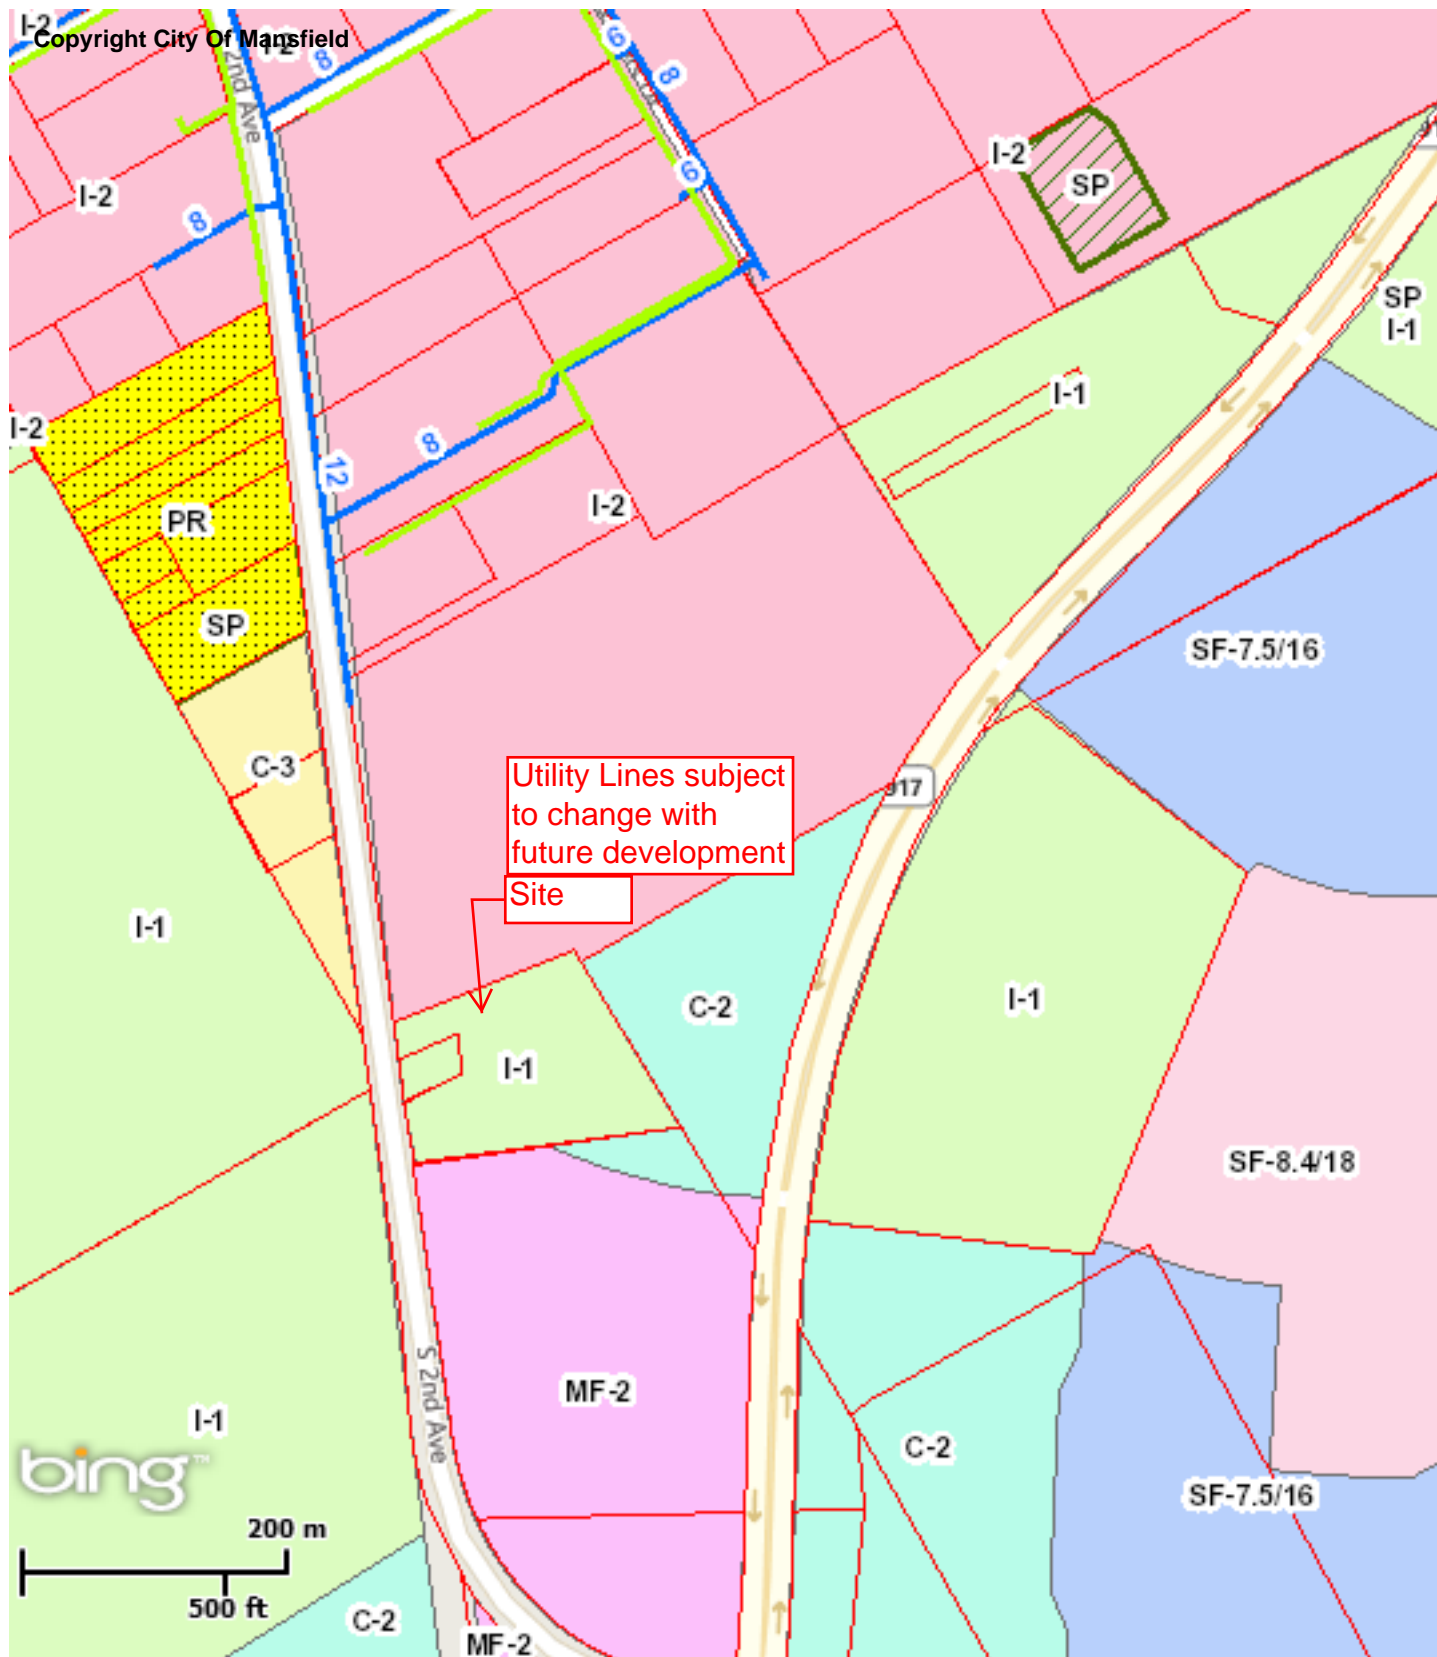 I-2
Copyright City Of Mansfield
I-2
2nd Ave
8
6
8
6
I-2
8
I-2
SP
SP
I-1
I-1
I-2
8
12
I-2
PR
SP
SF-7.5/16
C-3
Utility Lines subject
to change with
future development
917
Site
I-1
C-2
I-1
I-1
SF-8.4/18
S 2nd Ave
MF-2
I-1
C-2
bing™
SF-7.5/16
200 m
500 ft
C-2
MF-2